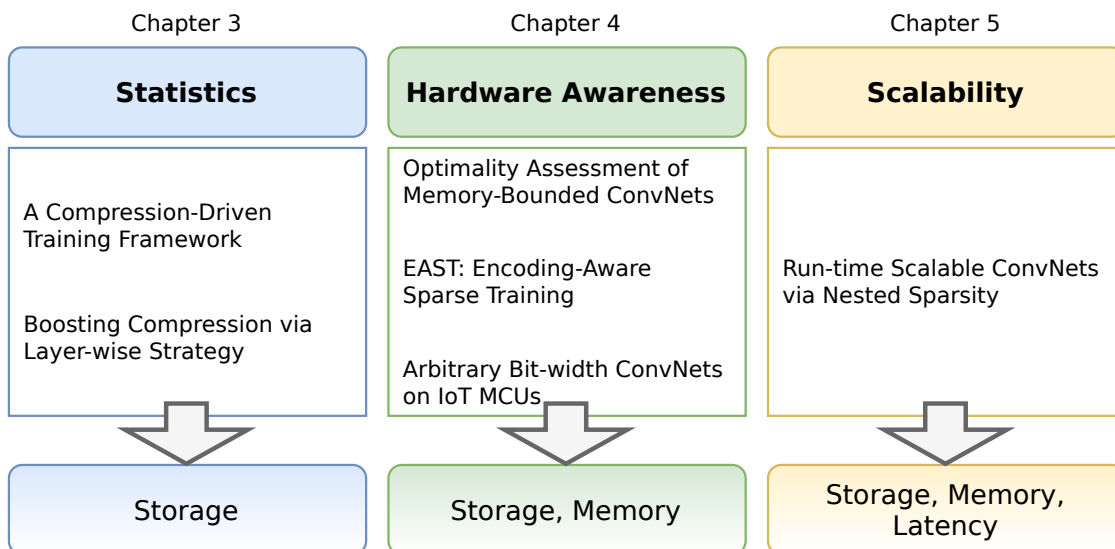 Chapter 3
Statistics
A Compression-Driven
Training Framework
Boosting Compression via
Layer-wise Strategy
Storage
Chapter 4
Hardware Awareness
Optimality Assessment of
Memory-Bounded ConvNets
EAST: Encoding-Aware
Sparse Training
Arbitrary Bit-width ConvNets
on IoT MCUs
Storage, Memory
Chapter 5
Scalability
Run-time Scalable ConvNets
via Nested Sparsity
Storage, Memory,
Latency